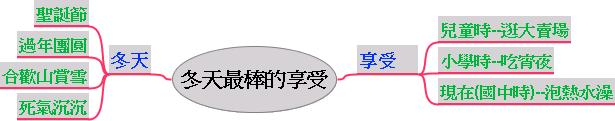 聖誕節
過年團圓
合歡山賞雪
死氣沉沉
冬天
冬天最棒的享受
享受
兒童時--逛大賣場
小學時--吃宵夜
現在(國中時)--泡熱水澡